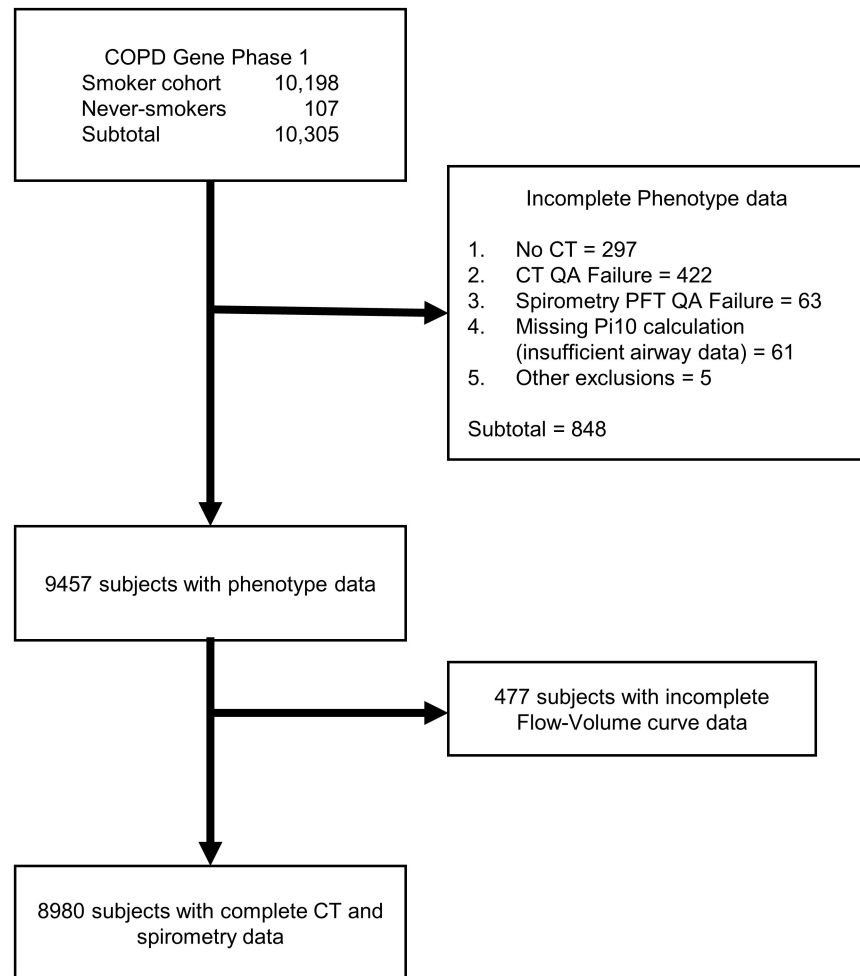 COPD Gene Phase 1
Smoker cohort 10,198
Never-smokers 107
Subtotal 10,305
Incomplete Phenotype data
1. No CT = 297
2. CT QA Failure = 422
3. Spirometry PFT QA Failure = 63
4. Missing Pi10 calculation
(insufficient airway data) = 61
5. Other exclusions = 5
Subtotal = 848
9457 subjects with phenotype data
477 subjects with incomplete
Flow-Volume curve data
8980 subjects with complete CT and
spirometry data